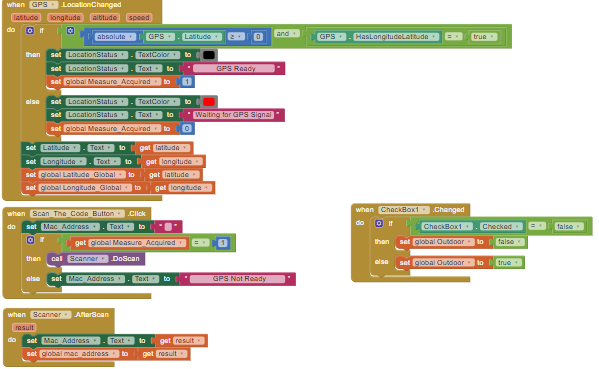 when GPS .LocationChanged
latitude longitude altitude speed
do if absolute GPS . Latitude ≥ 0 and GPS . HasLongitudeLatitude = true
then set LocationStatus . TextColor to
set LocationStatus . Text to " GPS Ready "
set global Measure_Acquired to 1
else set LocationStatus . TextColor to
set LocationStatus . Text to " Waiting for GPS Signal "
set global Measure_Acquired to 0
set Latitude . Text to get latitude
set Longitude . Text to get longitude
set global Latitude_Global to get latitude
set global Longitude_Global to get longitude
when Scan_The_Code_Button .Click
do set Mac_Address . Text to " "
if get global Measure_Acquired = 1
then call Scanner .DoScan
else set Mac_Address . Text to " GPS Not Ready "
when Scanner .AfterScan
result
do set Mac_Address . Text to get result
set global mac_address to get result
when CheckBox1 .Changed
do if CheckBox1 . Checked = false
then set global Outdoor to false
else set global Outdoor to true